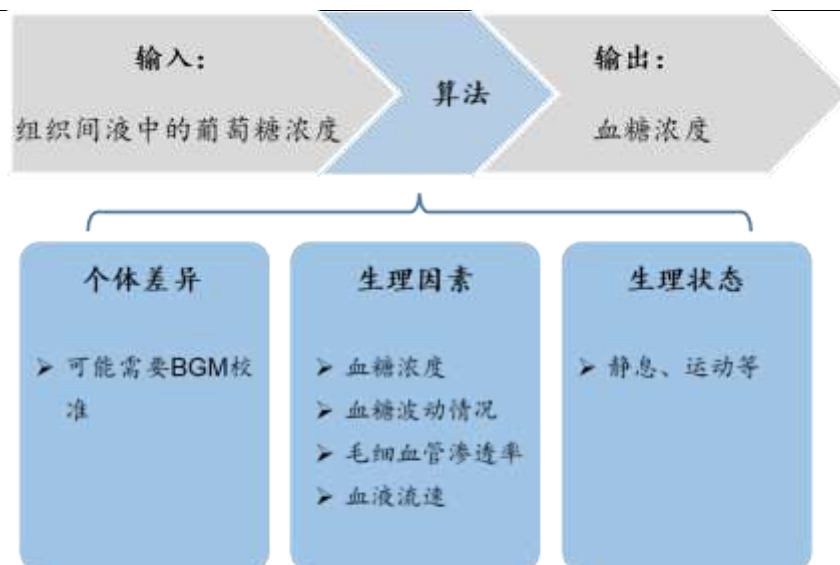 输入：
组织间液中的葡萄糖浓度
算法
输出：
血糖浓度
个体差异
➤ 可能需要BGM校
准
生理因素
➤ 血糖浓度
➤ 血糖波动情况
➤ 毛细血管渗透率
➤ 血液流速
生理状态
➤ 静息、运动等